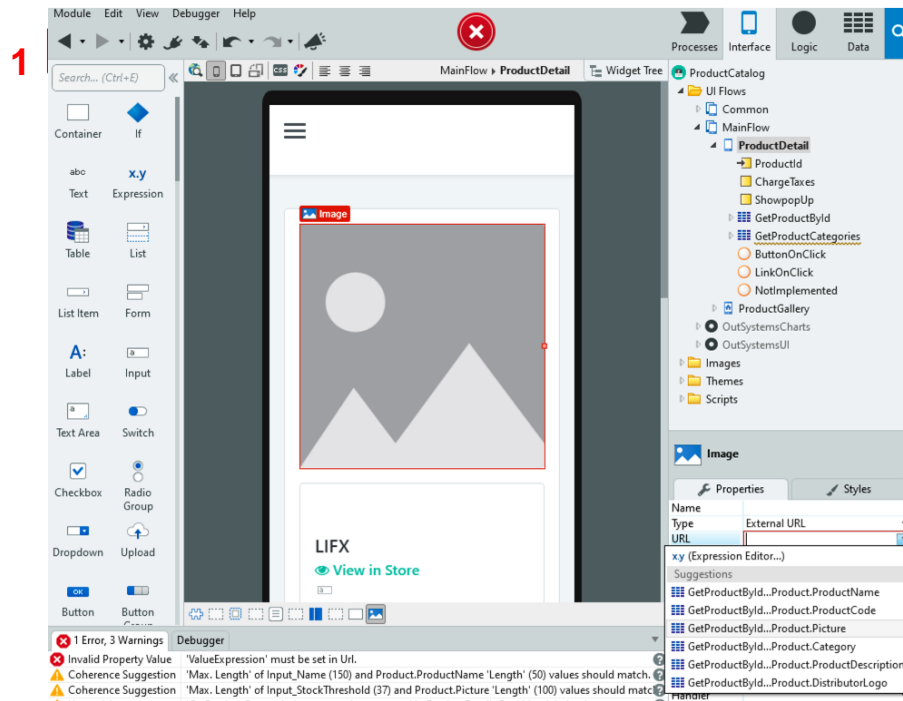 1
Module Edit View Debugger Help
Processes Interface Logic Data
Search... (Ctrl+E)
MainFlow ▸ ProductDetail
Widget Tree
Container If
abc x.y
Text Expression
Table List
List Item Form
A: a
Label Input
a
Text Area Switch
Checkbox Radio Group
Dropdown Upload
OK
Button Button
Image
LIFX
View in Store
a
ProductCatalog
UI Flows
Common
MainFlow
ProductDetail
ProductId
ChargeTaxes
ShowpopUp
GetProductById
GetProductCategories
ButtonOnClick
LinkOnClick
NotImplemented
ProductGallery
OutSystemsCharts
OutSystemsUI
Images
Themes
Scripts
Image
Properties Styles
Name
Type External URL
URL
x.y (Expression Editor...)
Suggestions
GetProductById...Product.ProductName
GetProductById...Product.ProductCode
GetProductById...Product.Picture
GetProductById...Product.Category
GetProductById...Product.ProductDescription
GetProductById...Product.DistributorLogo
Handler
1 Error, 3 Warnings Debugger
Invalid Property Value 'ValueExpression' must be set in Url.
Coherence Suggestion 'Max. Length' of Input_Name (150) and Product.ProductName 'Length' (50) values should match.
Coherence Suggestion 'Max. Length' of Input_StockThreshold (37) and Product.Picture 'Length' (100) values should matc